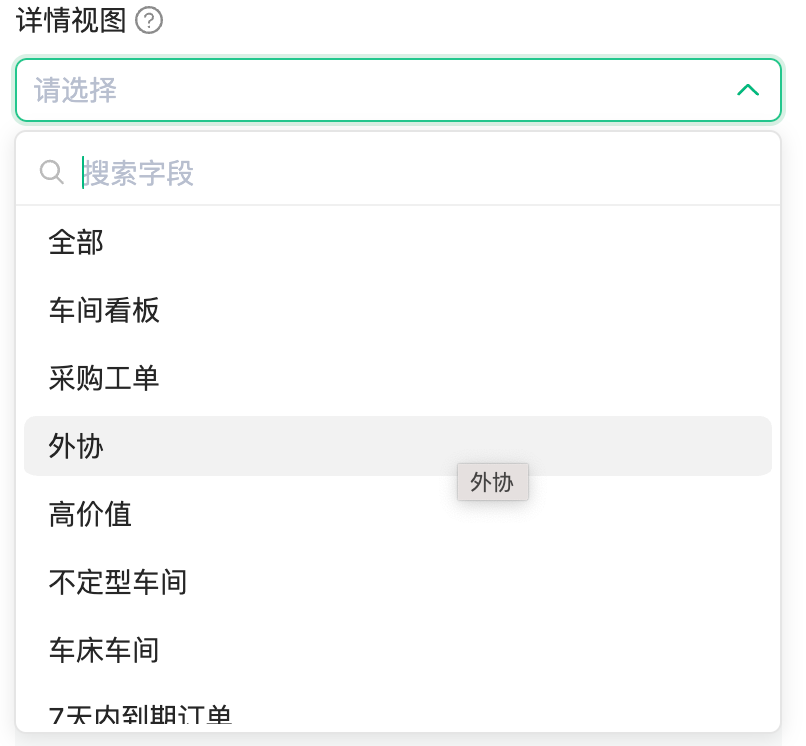 详情视图 ?
请选择
搜索字段
全部
车间看板
采购工单
外协
外协
高价值
不定型车间
车床车间
7天内到期订单